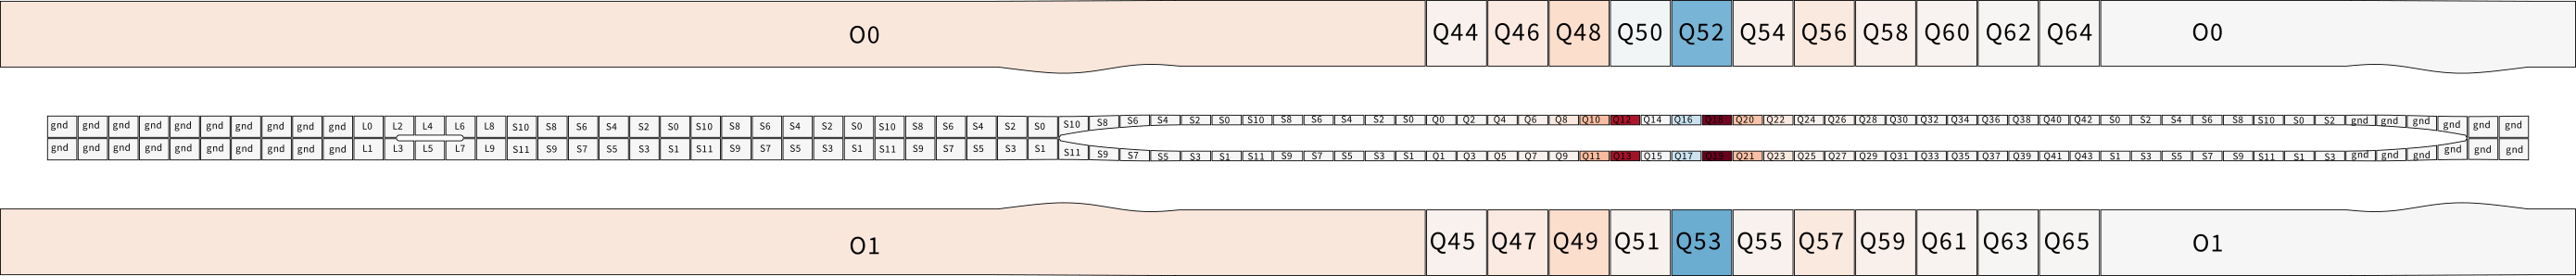 O0 Q44 Q46 Q48 Q50 Q52 Q54 Q56 Q58 Q60 Q62 Q64 O0
gnd gnd gnd gnd gnd gnd gnd gnd gnd gnd L0 L2 L4 L6 L8 S10 S8 S6 S4 S2 S0 S10 S8 S6 S4 S2 S0 S10 S8 S6 S4 S2 S0 S10 S8 S6 S4 S2 S0 S10 S8 S6 S4 S2 S0 Q0 Q2 Q4 Q6 Q8 Q10 Q12 Q14 Q16 Q18 Q20 Q22 Q24 Q26 Q28 Q30 Q32 Q34 Q36 Q38 Q40 Q42 S0 S2 S4 S6 S8 S10 S0 S2 gnd gnd gnd gnd gnd gnd
gnd gnd gnd gnd gnd gnd gnd gnd gnd gnd L1 L3 L5 L7 L9 S11 S9 S7 S5 S3 S1 S11 S9 S7 S5 S3 S1 S11 S9 S7 S5 S3 S1 S11 S9 S7 S5 S3 S1 S11 S9 S7 S5 S3 S1 Q1 Q3 Q5 Q7 Q9 Q11 Q13 Q15 Q17 Q19 Q21 Q23 Q25 Q27 Q29 Q31 Q33 Q35 Q37 Q39 Q41 Q43 S1 S3 S5 S7 S9 S11 S1 S3 gnd gnd gnd gnd gnd gnd
O1 Q45 Q47 Q49 Q51 Q53 Q55 Q57 Q59 Q61 Q63 Q65 O1